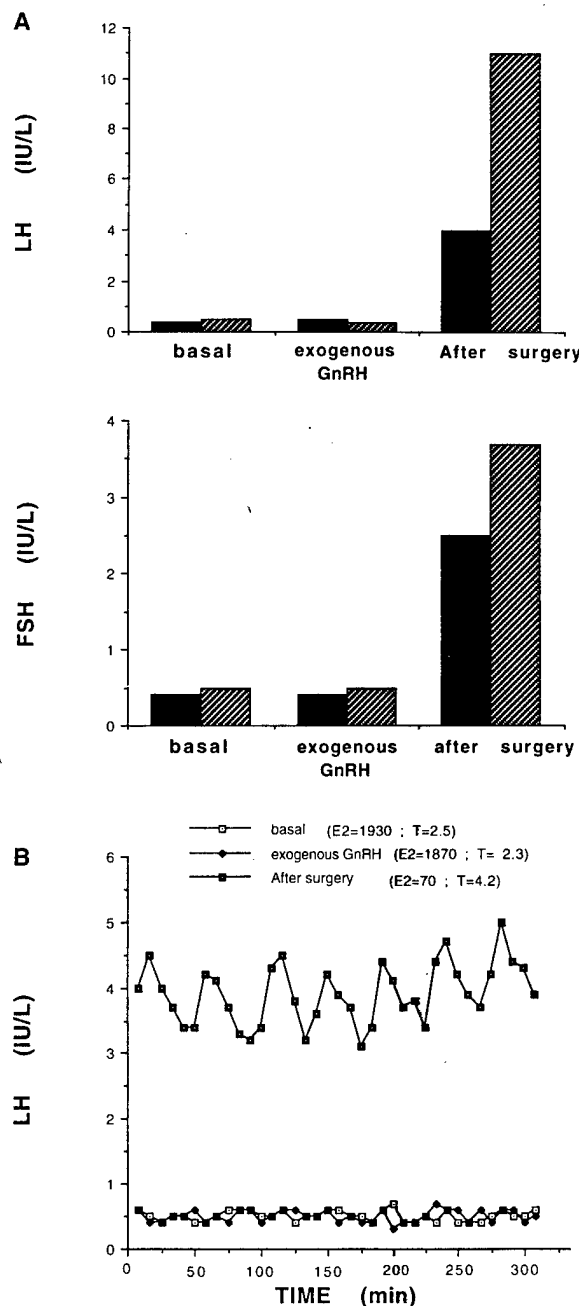 A
LH (IU/L)
12
10
8
6
4
2
0
basal
exogenous GnRH
After surgery
FSH (IU/L)
4
3
2
1
0
basal
exogenous GnRH
after surgery
B
basal (E2=1930 ; T=2.5)
exogenous GnRH (E2=1870 ; T= 2.3)
After surgery (E2=70 ; T=4.2)
LH (IU/L)
6
5
4
3
2
1
0
0 50 100 150 200 250 300
TIME (min)